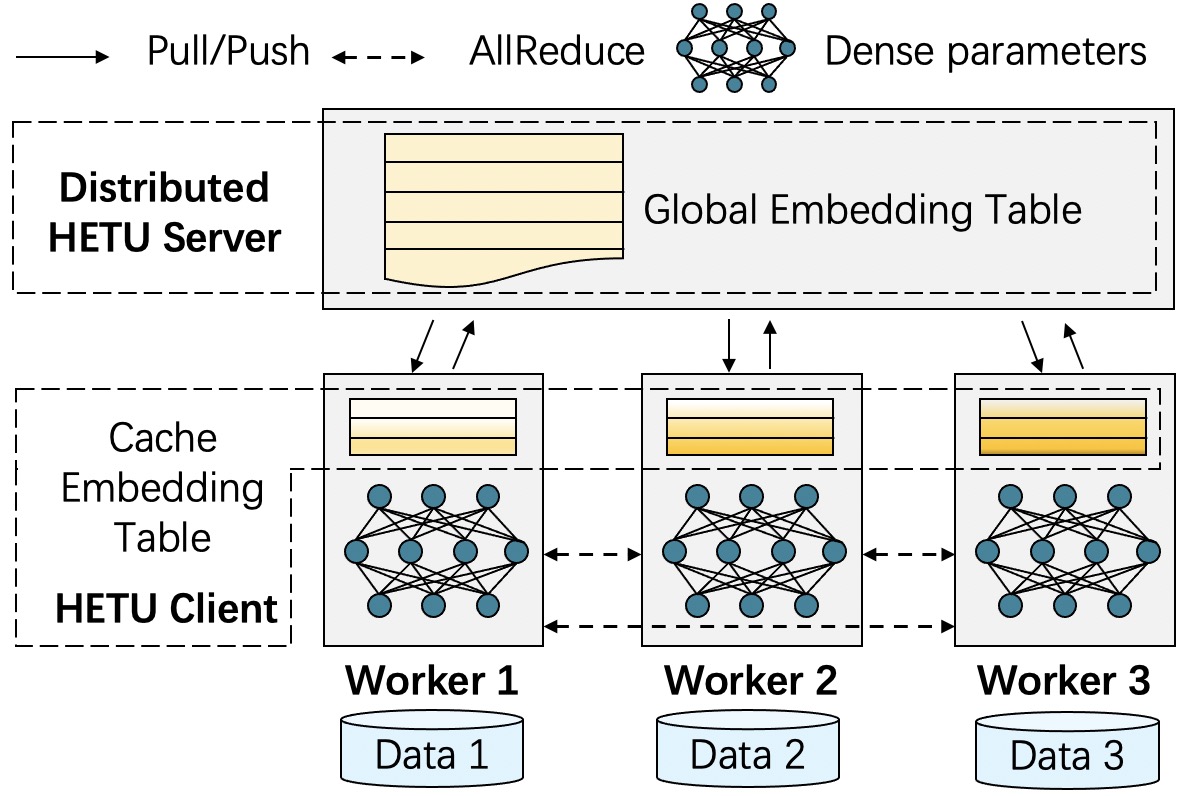 Pull/Push
AllReduce
Dense parameters
Distributed
HETU Server
Global Embedding Table
Cache
Embedding
Table
HETU Client
Worker 1
Worker 2
Worker 3
Data 1
Data 2
Data 3